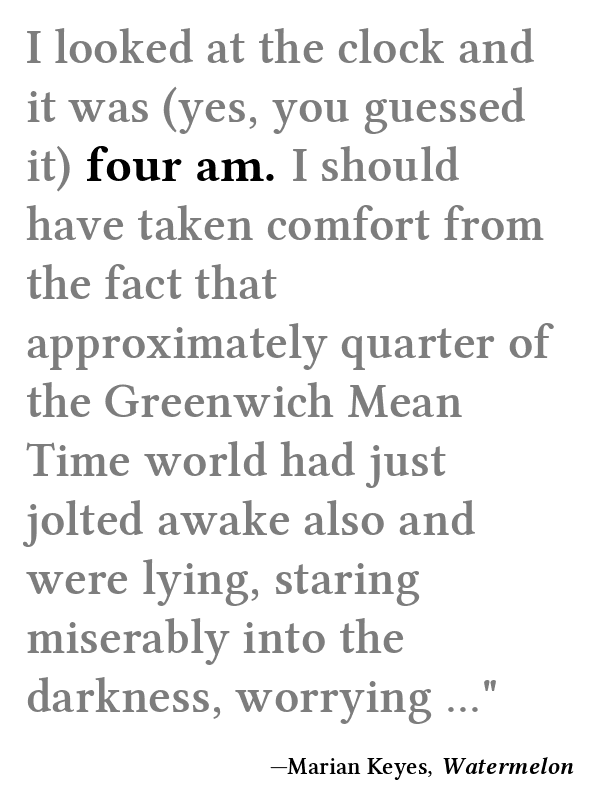 I looked at the clock and
it was (yes, you guessed
it) four am. I should
have taken comfort from
the fact that
approximately quarter of
the Greenwich Mean
Time world had just
jolted awake also and
were lying, staring
miserably into the
darkness, worrying ..."
—Marian Keyes, Watermelon